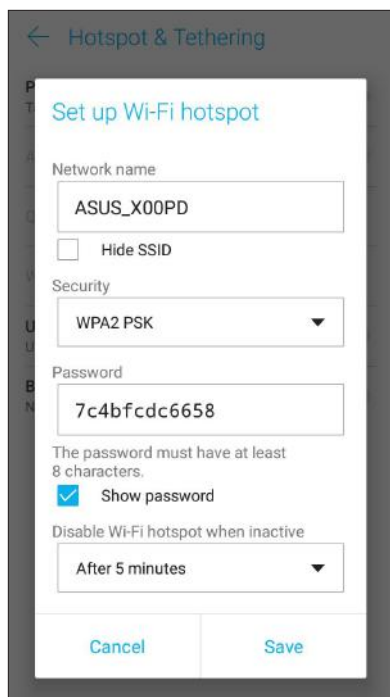 Hotspot & Tethering
Set up Wi-Fi hotspot
Network name
ASUS_X00PD
Hide SSID
Security
WPA2 PSK
Password
7c4bfcdc6658
The password must have at least
8 characters.
Show password
Disable Wi-Fi hotspot when inactive
After 5 minutes
Cancel
Save